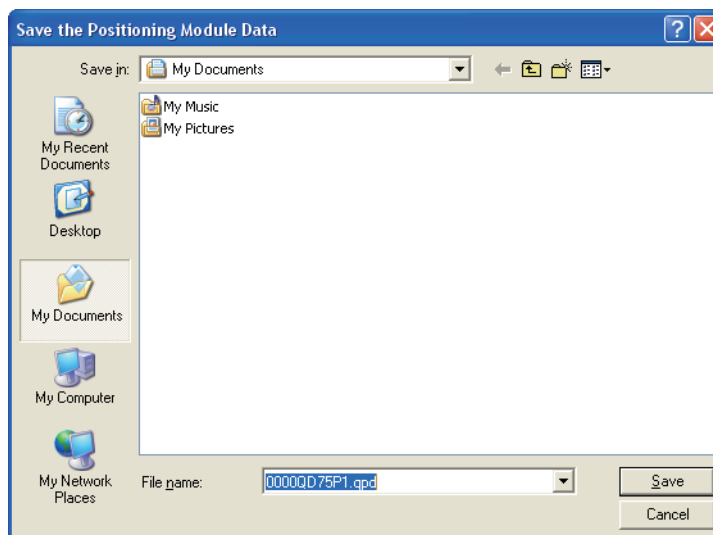 Save the Positioning Module Data
Save in:
My Documents
My Music
My Pictures
My Recent
Documents
Desktop
My Documents
My Computer
My Network
Places
File name:
0000QD75P1.qpd
Save
Cancel